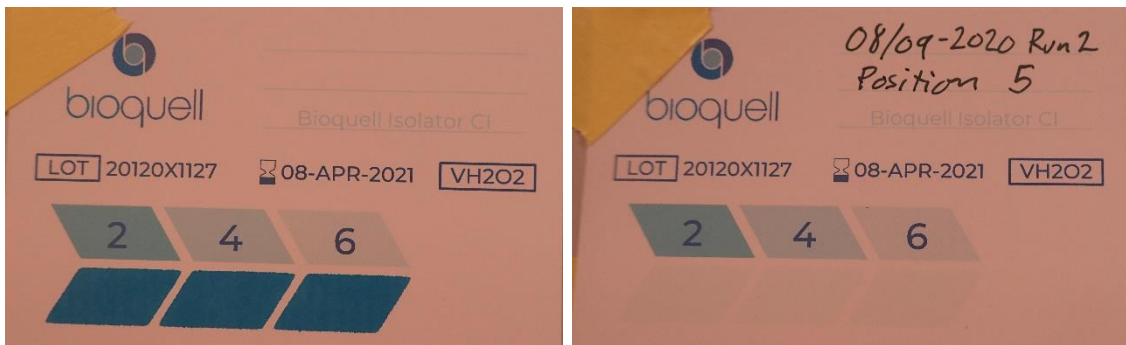 bioquell
Bioquell Isolator CI
LOT 20120X1127 08-APR-2021 VH2O2
2 4 6
08/09-2020 Run 2
Position 5
bioquell
Bioquell Isolator CI
LOT 20120X1127 08-APR-2021 VH2O2
2 4 6